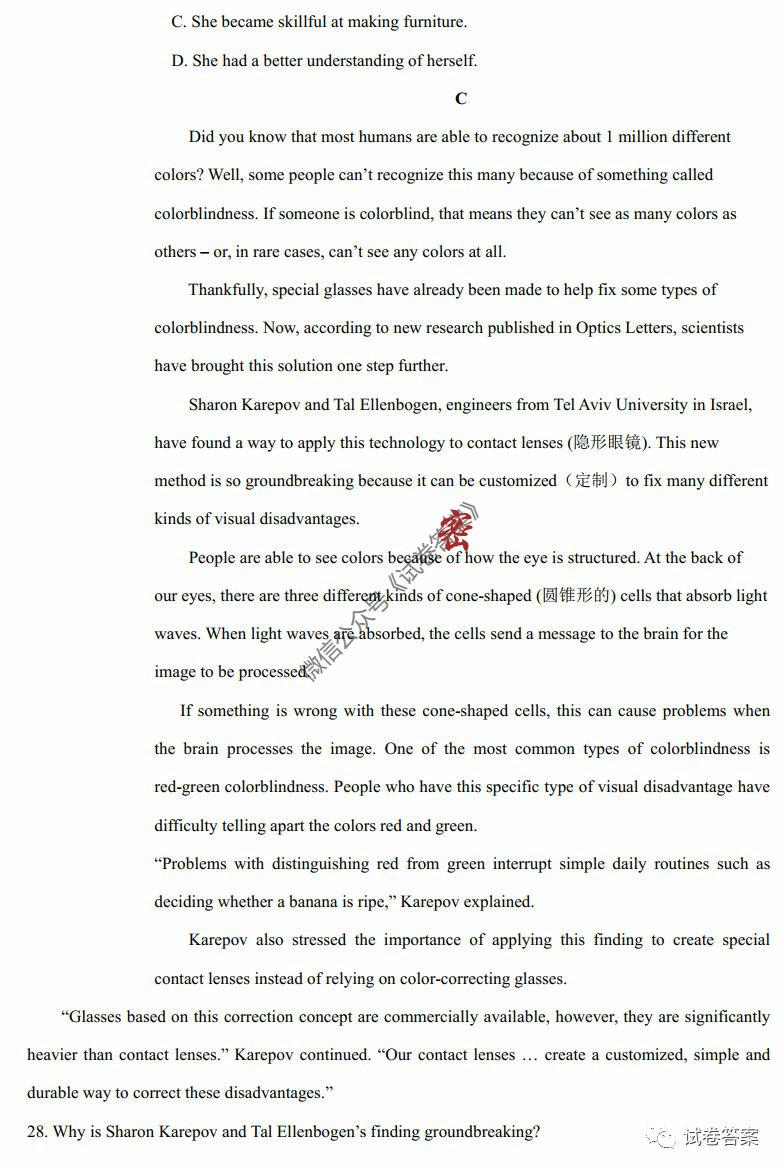 C. She became skillful at making furniture.
D. She had a better understanding of herself.
C
Did you know that most humans are able to recognize about 1 million different
colors? Well, some people can’t recognize this many because of something called
colorblindness. If someone is colorblind, that means they can’t see as many colors as
others – or, in rare cases, can’t see any colors at all.
Thankfully, special glasses have already been made to help fix some types of
colorblindness. Now, according to new research published in Optics Letters, scientists
have brought this solution one step further.
Sharon Karepov and Tal Ellenbogen, engineers from Tel Aviv University in Israel,
have found a way to apply this technology to contact lenses (隐形眼镜). This new
method is so groundbreaking because it can be customized（定制）to fix many different
kinds of visual disadvantages.
People are able to see colors because of how the eye is structured. At the back of
our eyes, there are three different kinds of cone-shaped (圆锥形的) cells that absorb light
waves. When light waves are absorbed, the cells send a message to the brain for the
image to be processed.
If something is wrong with these cone-shaped cells, this can cause problems when
the brain processes the image. One of the most common types of colorblindness is
red-green colorblindness. People who have this specific type of visual disadvantage have
difficulty telling apart the colors red and green.
“Problems with distinguishing red from green interrupt simple daily routines such as
deciding whether a banana is ripe,” Karepov explained.
Karepov also stressed the importance of applying this finding to create special
contact lenses instead of relying on color-correcting glasses.
“Glasses based on this correction concept are commercially available, however, they are significantly
heavier than contact lenses.” Karepov continued. “Our contact lenses … create a customized, simple and
durable way to correct these disadvantages.”
28. Why is Sharon Karepov and Tal Ellenbogen’s finding groundbreaking?
微信公众号《试卷答案》
密
试卷答案